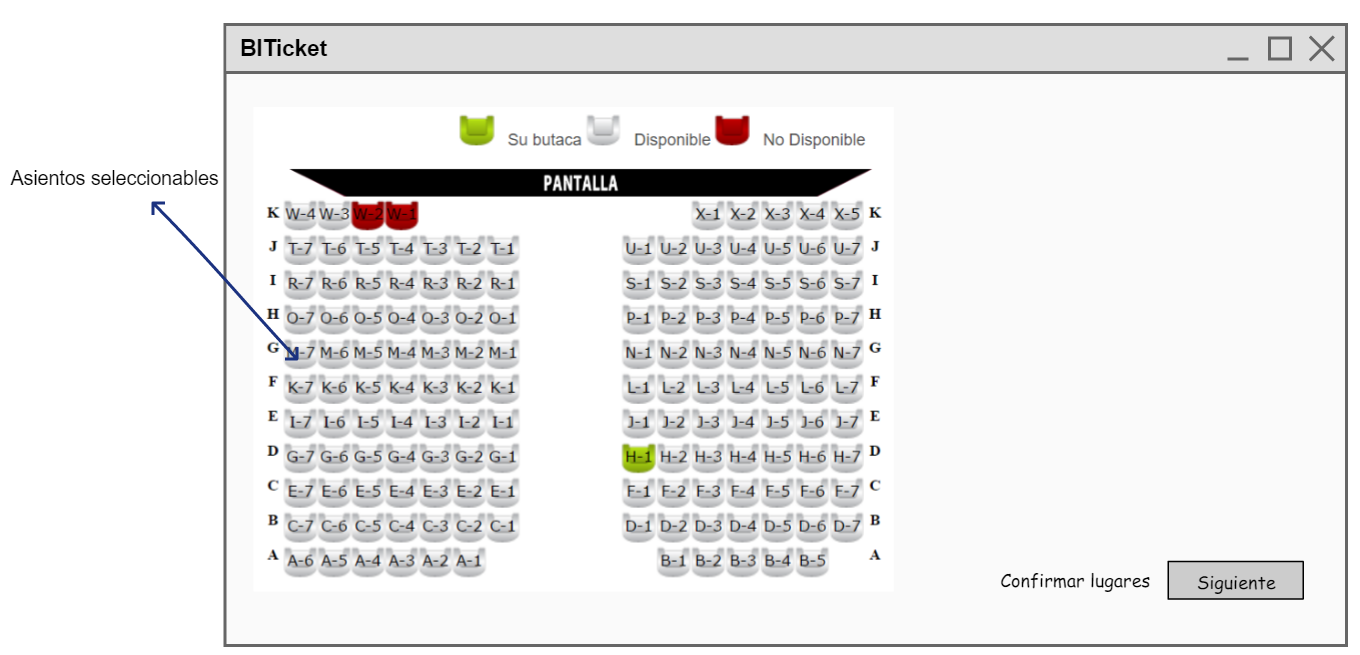 BITicket
Su butaca Disponible No Disponible
Asientos seleccionables
PANTALLA
K W-4 W-3 W-2 W-1 X-1 X-2 X-3 X-4 X-5 K
J T-7 T-6 T-5 T-4 T-3 T-2 T-1 U-1 U-2 U-3 U-4 U-5 U-6 U-7 J
I R-7 R-6 R-5 R-4 R-3 R-2 R-1 S-1 S-2 S-3 S-4 S-5 S-6 S-7 I
H O-7 O-6 O-5 O-4 O-3 O-2 O-1 P-1 P-2 P-3 P-4 P-5 P-6 P-7 H
G M-7 M-6 M-5 M-4 M-3 M-2 M-1 N-1 N-2 N-3 N-4 N-5 N-6 N-7 G
F K-7 K-6 K-5 K-4 K-3 K-2 K-1 L-1 L-2 L-3 L-4 L-5 L-6 L-7 F
E I-7 I-6 I-5 I-4 I-3 I-2 I-1 J-1 J-2 J-3 J-4 J-5 J-6 J-7 E
D G-7 G-6 G-5 G-4 G-3 G-2 G-1 H-1 H-2 H-3 H-4 H-5 H-6 H-7 D
C E-7 E-6 E-5 E-4 E-3 E-2 E-1 F-1 F-2 F-3 F-4 F-5 F-6 F-7 C
B C-7 C-6 C-5 C-4 C-3 C-2 C-1 D-1 D-2 D-3 D-4 D-5 D-6 D-7 B
A A-6 A-5 A-4 A-3 A-2 A-1 B-1 B-2 B-3 B-4 B-5 A
Confirmar lugares Siguiente